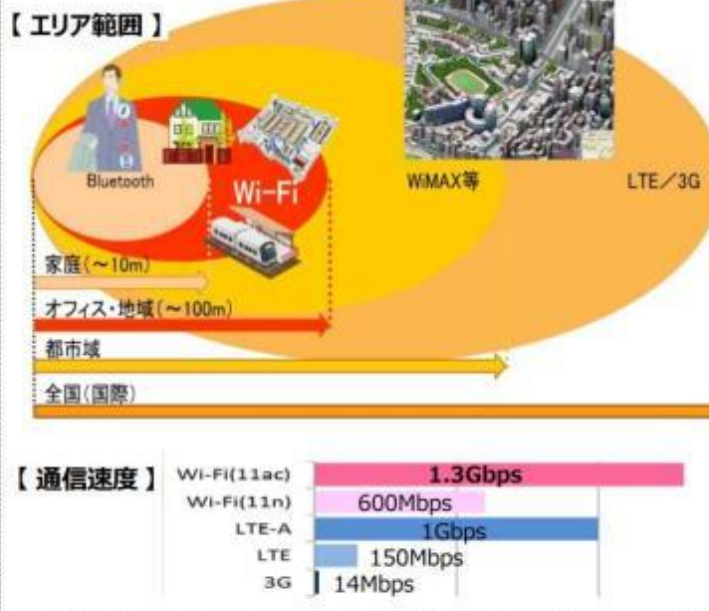 【 エリア範囲 】
Bluetooth
Wi-Fi
WiMAX等
LTE／3G
家庭(～10m)
オフィス・地域(～100m)
都市域
全国(国際)
【 通信速度 】
Wi-Fi(11ac) 1.3Gbps
Wi-Fi(11n) 600Mbps
LTE-A 1Gbps
LTE 150Mbps
3G 14Mbps